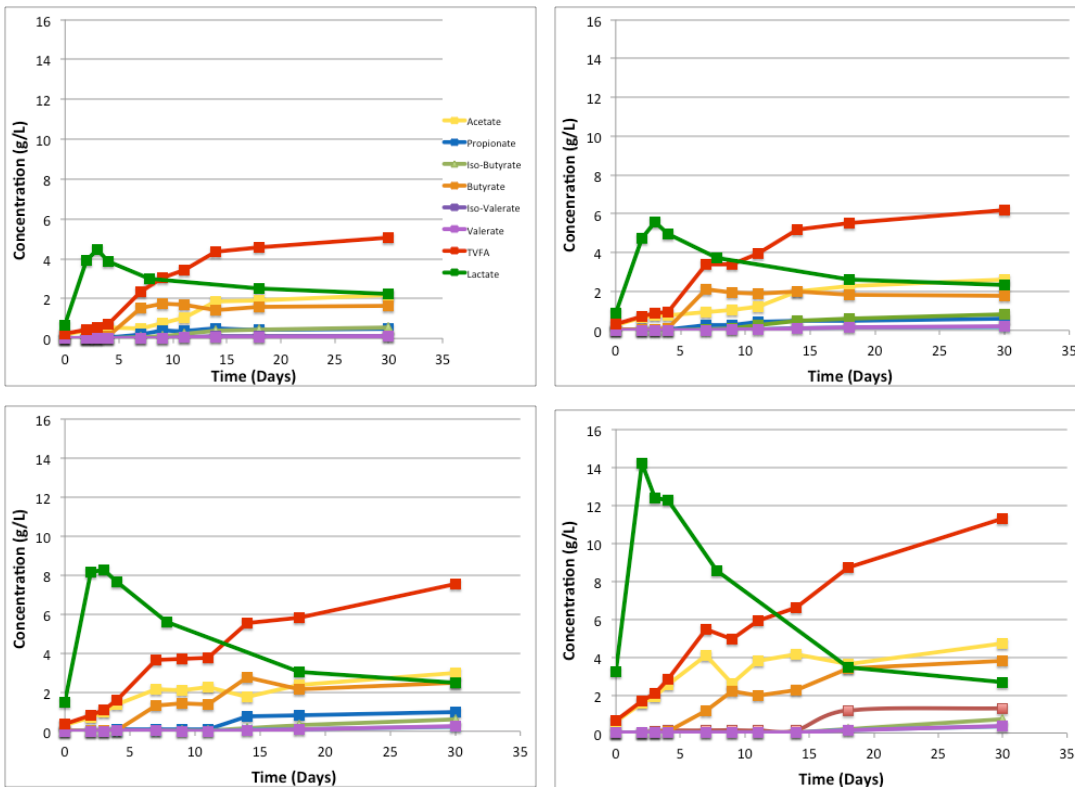 16
14
12
10
8
6
4
2
0
Concentration (g/L)
0 5 10 15 20 25 30 35
Time (Days)
Acetate
Propionate
Iso-Butyrate
Butyrate
Iso-Valerate
Valerate
TVFA
Lactate
16
14
12
10
8
6
4
2
0
Concentration (g/L)
0 5 10 15 20 25 30 35
Time (Days)
16
14
12
10
8
6
4
2
0
Concentration (g/L)
0 5 10 15 20 25 30 35
Time (Days)
16
14
12
10
8
6
4
2
0
Concentration (g/L)
0 5 10 15 20 25 30 35
Time (Days)